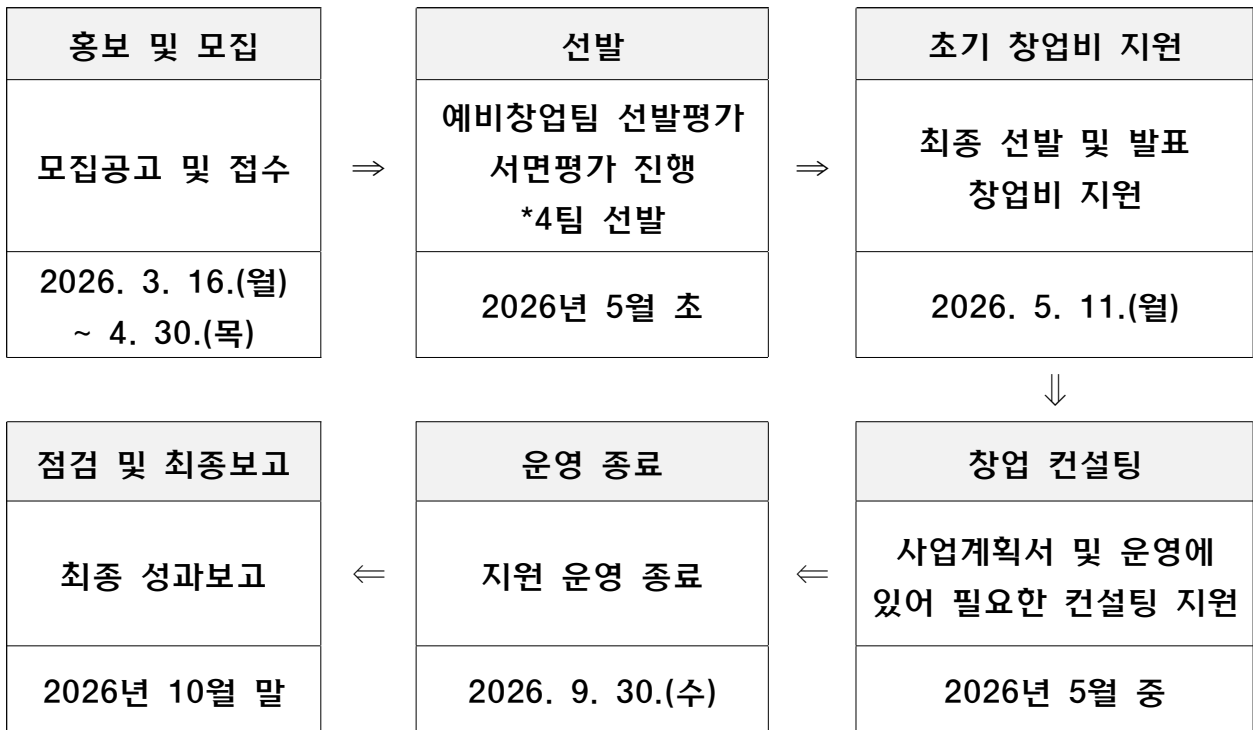 홍보 및 모집
모집공고 및 접수
2026. 3. 16.(월)
~ 4. 30.(목)
⇒
선발
예비창업팀 선발평가
서면평가 진행
*4팀 선발
2026년 5월 초
⇒
초기 창업비 지원
최종 선발 및 발표
창업비 지원
2026. 5. 11.(월)
⇓
창업 컨설팅
사업계획서 및 운영에
있어 필요한 컨설팅 지원
2026년 5월 중
⇐
운영 종료
지원 운영 종료
2026. 9. 30.(수)
⇐
점검 및 최종보고
최종 성과보고
2026년 10월 말